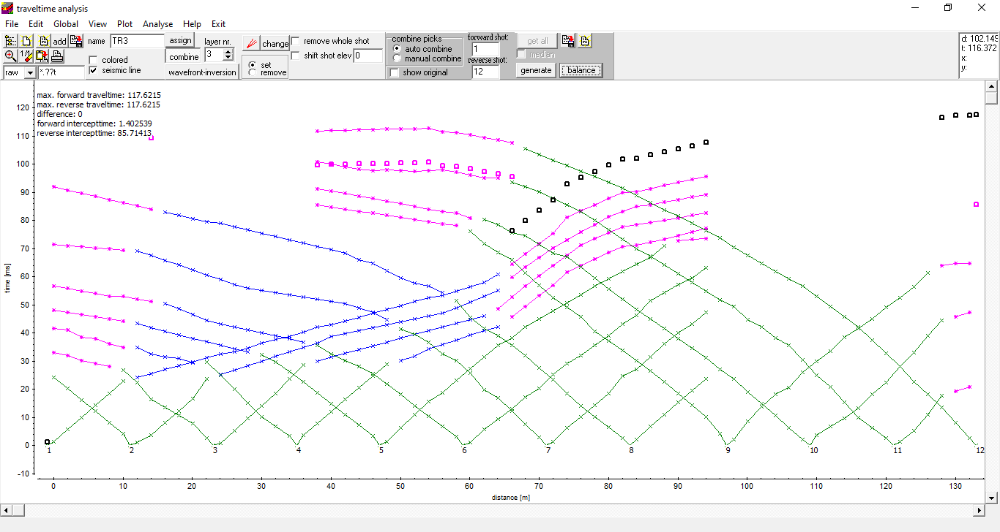 traveltime analysis
File Edit Global View Plot Analyse Help Exit
add name TR3 assign layer nr. change remove whole shot combine picks forward shot: get all
colored combine 3 shift shot elev 0 auto combine 1 median
seismic line set manual combine reverse shot:
raw *.??t wavefront-inversion remove show original 12 generate balance
d: 102.149
t: 116.372
x:
y:
max. forward traveltime: 117.6215
max. reverse traveltime: 117.6215
difference: 0
forward intercepttime: 1.402539
reverse intercepttime: 85.71413
120
110
100
90
80
70
60
50
40
30
20
10
0
-10
time [ms]
1 2 3 4 5 6 7 8 9 10 11 12
0 10 20 30 40 50 60 70 80 90 100 110 120 130
distance [m]